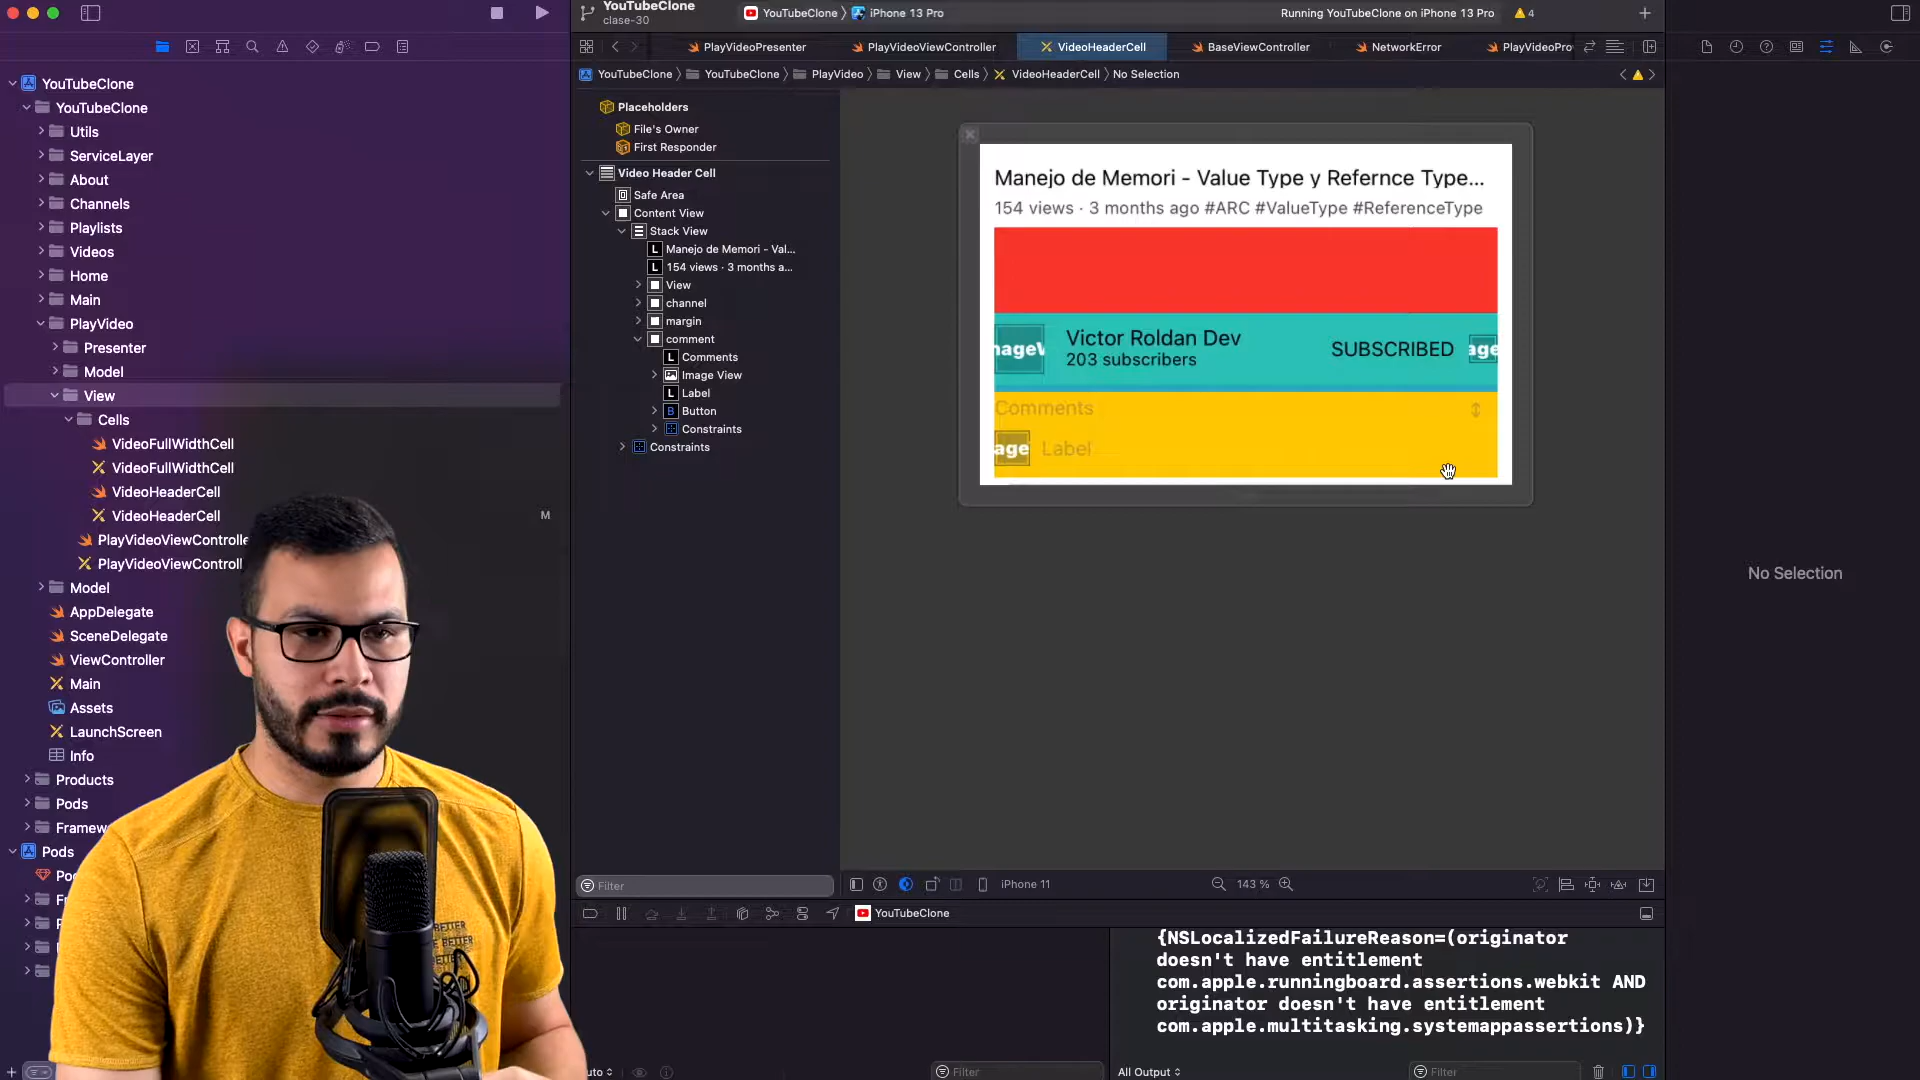 YouTubeClone
clase-30
YouTubeClone
iPhone 13 Pro
Running YouTubeClone on iPhone 13 Pro
4
PlayVideoPresenter
PlayVideoViewController
VideoHeaderCell
BaseViewController
NetworkError
PlayVideoPro
YouTubeClone
YouTubeClone
PlayVideo
View
Cells
VideoHeaderCell
No Selection
YouTubeClone
YouTubeClone
Utils
ServiceLayer
About
Channels
Playlists
Videos
Home
Main
PlayVideo
Presenter
Model
View
Cells
VideoFullWidthCell
VideoFullWidthCell
VideoHeaderCell
VideoHeaderCell
M
PlayVideoViewControlle
PlayVideoViewControll
Model
AppDelegate
SceneDelegate
ViewController
Main
Assets
LaunchScreen
Info
Products
Pods
Framew
Pods
Placeholders
File's Owner
First Responder
Video Header Cell
Safe Area
Content View
Stack View
Manejo de Memori - Val...
154 views · 3 months a...
View
channel
margin
comment
Comments
Image View
Label
Button
Constraints
Constraints
Filter
Manejo de Memori - Value Type y Refernce Type...
154 views · 3 months ago #ARC #ValueType #ReferenceType
Victor Roldan Dev
203 subscribers
SUBSCRIBED
Comments
Label
No Selection
iPhone 11
143 %
YouTubeClone
{NSLocalizedFailureReason=(originator
doesn't have entitlement
com.apple.runningboard.assertions.webkit AND
originator doesn't have entitlement
com.apple.multitasking.systemappassertions)}
Filter
All Output
Filter